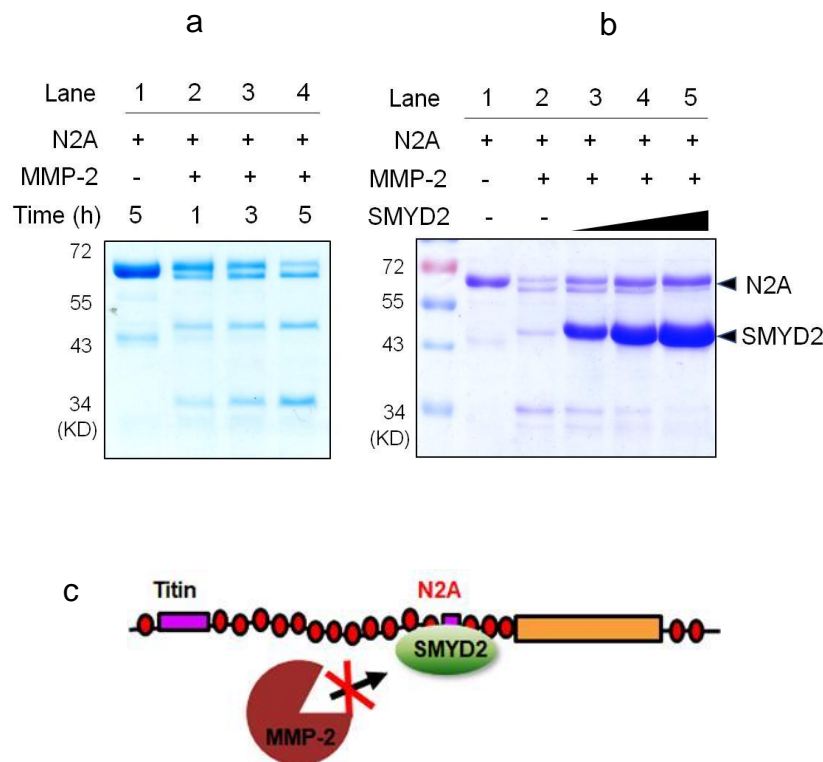 a
Lane 1 2 3 4
N2A + + + +
MMP-2 - + + +
Time (h) 5 1 3 5
72
55
43
34
(KD)
b
Lane 1 2 3 4 5
N2A + + + + +
MMP-2 - + + + +
SMYD2 - -
72
55
43
34
(KD)
N2A
SMYD2
c
Titin
N2A
SMYD2
MMP-2